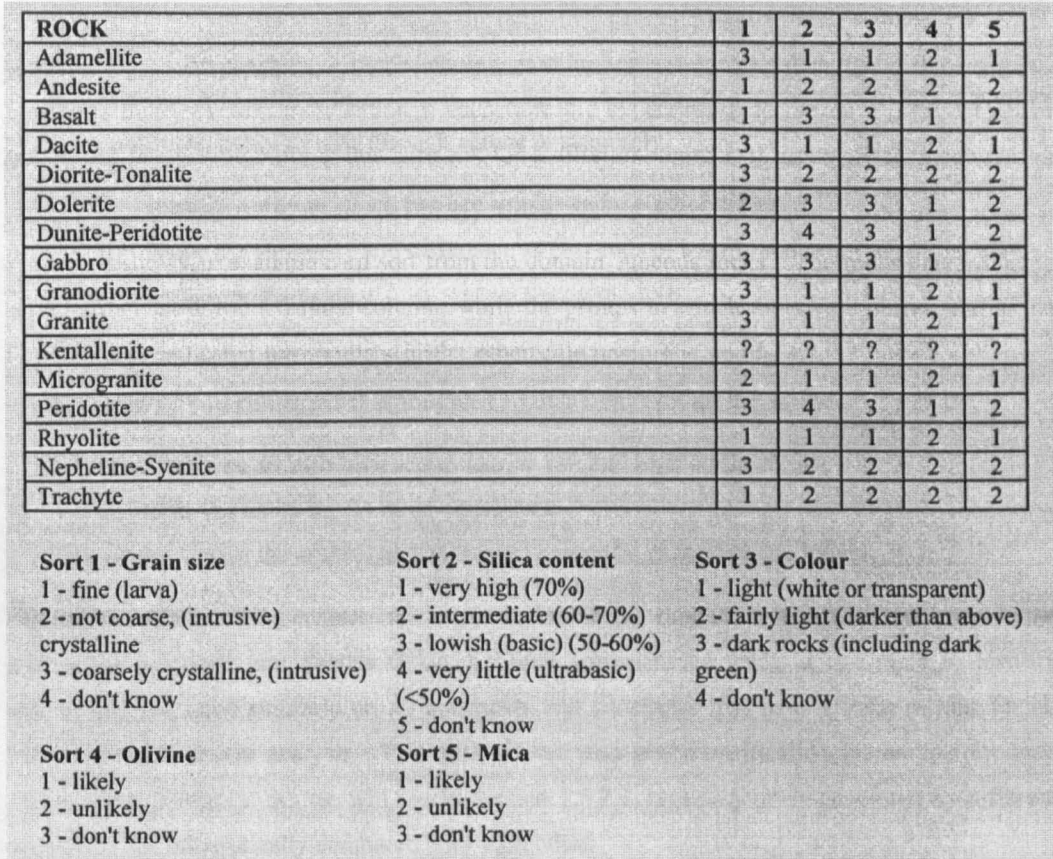 ROCK 1 2 3 4 5
Adamellite 3 1 1 2 1
Andesite 1 2 2 2 2
Basalt 1 3 3 1 2
Dacite 3 1 1 2 1
Diorite-Tonalite 3 2 2 2 2
Dolerite 2 3 3 1 2
Dunite-Peridotite 3 4 3 1 2
Gabbro 3 3 3 1 2
Granodiorite 3 1 1 2 1
Granite 3 1 1 2 1
Kentallenite ? ? ? ? ?
Microgranite 2 1 1 2 1
Peridotite 3 4 3 1 2
Rhyolite 1 1 1 2 1
Nepheline-Syenite 3 2 2 2 2
Trachyte 1 2 2 2 2
Sort 1 - Grain size
1 - fine (larva)
2 - not coarse, (intrusive)
crystalline
3 - coarsely crystalline, (intrusive)
4 - don't know
Sort 2 - Silica content
1 - very high (70%)
2 - intermediate (60-70%)
3 - lowish (basic) (50-60%)
4 - very little (ultrabasic)
(<50%)
5 - don't know
Sort 3 - Colour
1 - light (white or transparent)
2 - fairly light (darker than above)
3 - dark rocks (including dark
green)
4 - don't know
Sort 4 - Olivine
1 - likely
2 - unlikely
3 - don't know
Sort 5 - Mica
1 - likely
2 - unlikely
3 - don't know